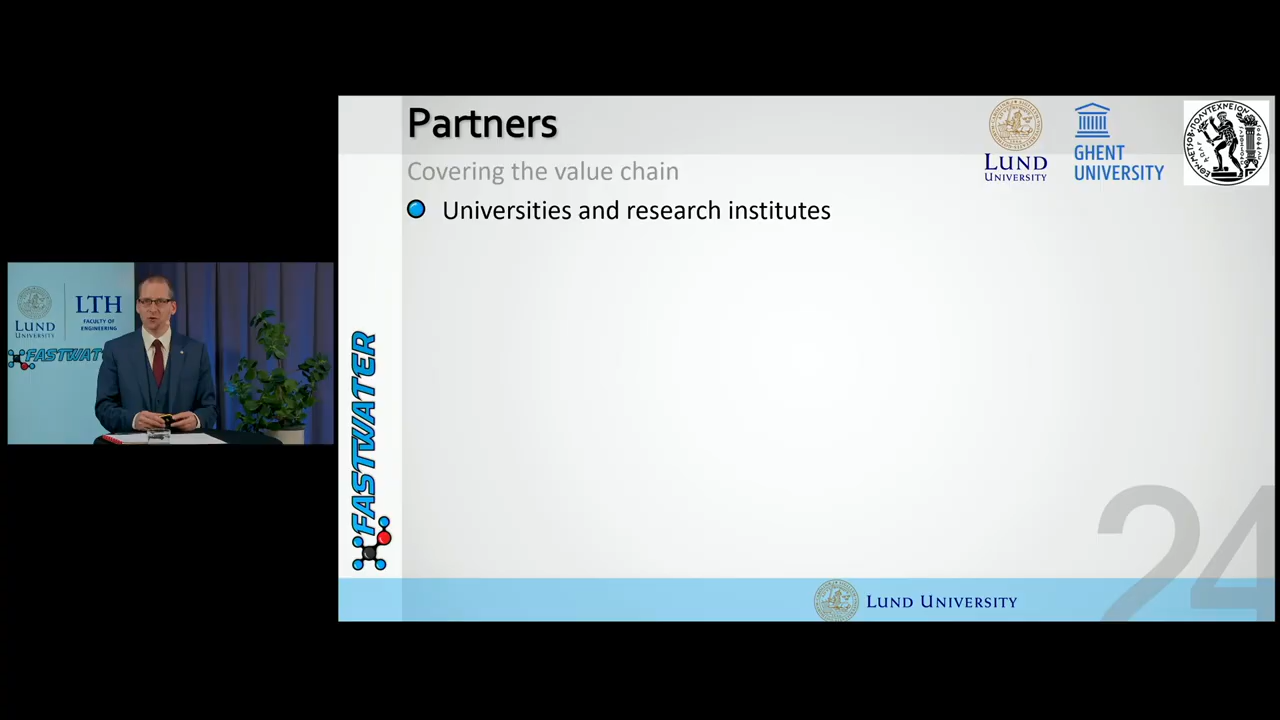 Partners
Covering the value chain
Universities and research institutes
LUND
UNIVERSITY
GHENT
UNIVERSITY
LUND
UNIVERSITY
LTH
FACULTY OF
ENGINEERING
FASTWATER
FASTWATER
LUND UNIVERSITY
24